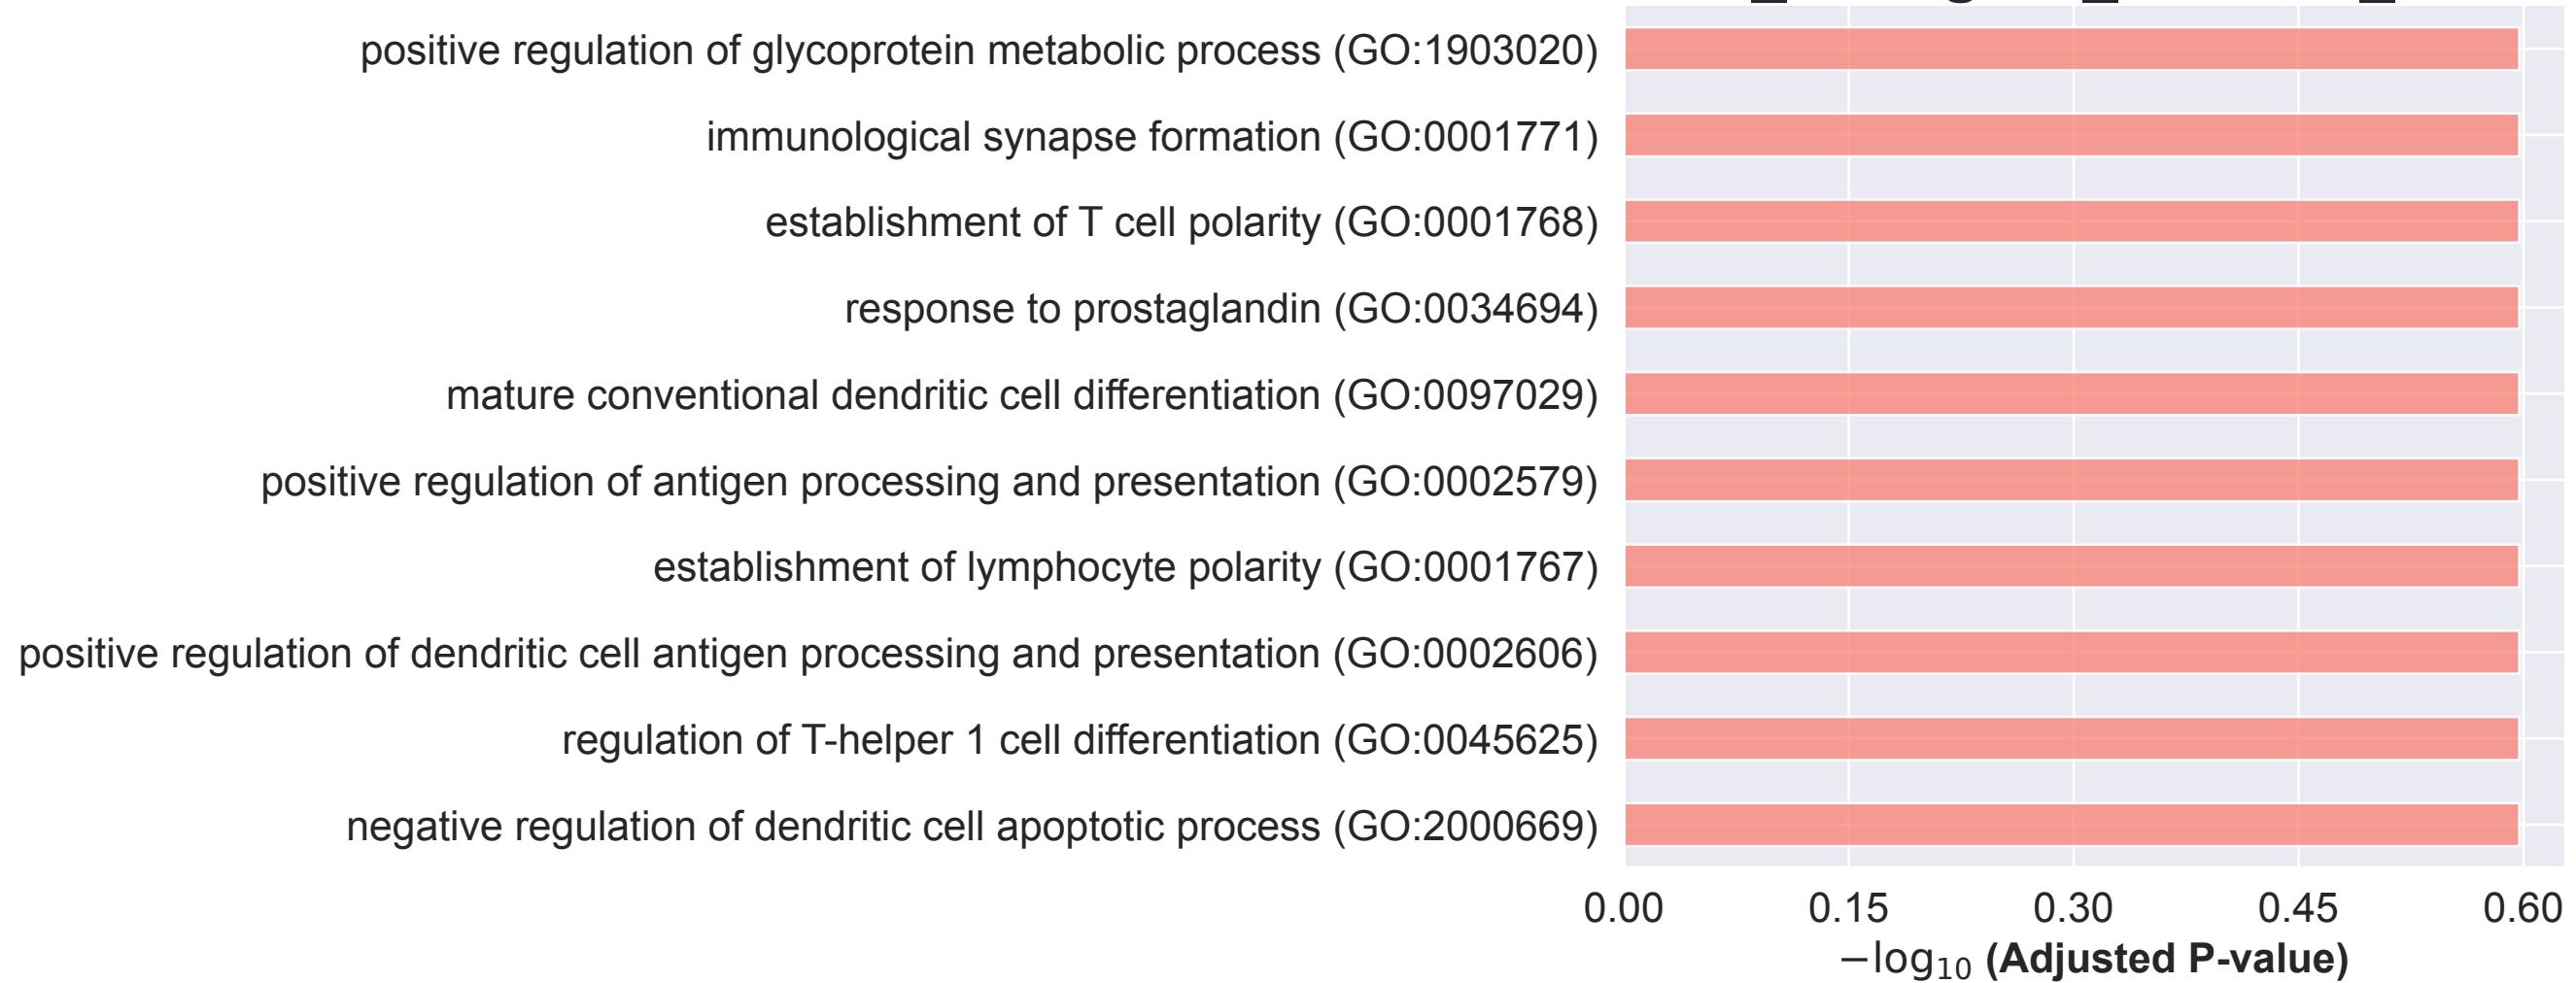 positive regulation of glycoprotein metabolic process (GO:1903020)
immunological synapse formation (GO:0001771)
establishment of T cell polarity (GO:0001768)
response to prostaglandin (GO:0034694)
mature conventional dendritic cell differentiation (GO:0097029)
positive regulation of antigen processing and presentation (GO:0002579)
establishment of lymphocyte polarity (GO:0001767)
positive regulation of dendritic cell antigen processing and presentation (GO:0002606)
regulation of T-helper 1 cell differentiation (GO:0045625)
negative regulation of dendritic cell apoptotic process (GO:2000669)
0.00 0.15 0.30 0.45 0.60
−log₁₀ (Adjusted P-value)